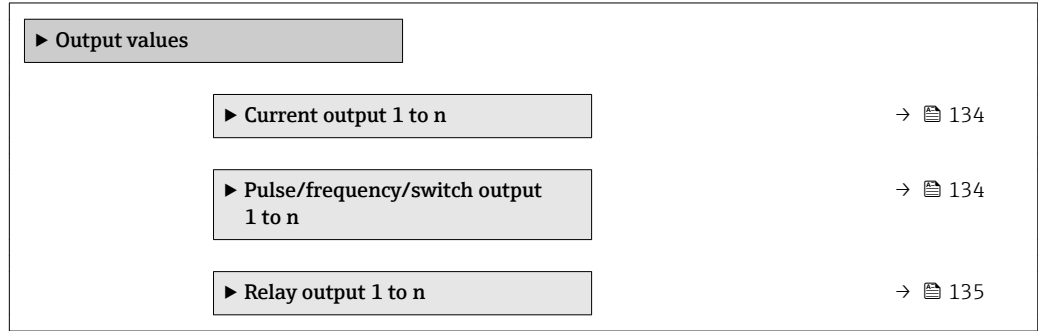 ► Output values
► Current output 1 to n → 134
► Pulse/frequency/switch output → 134
1 to n
► Relay output 1 to n → 135